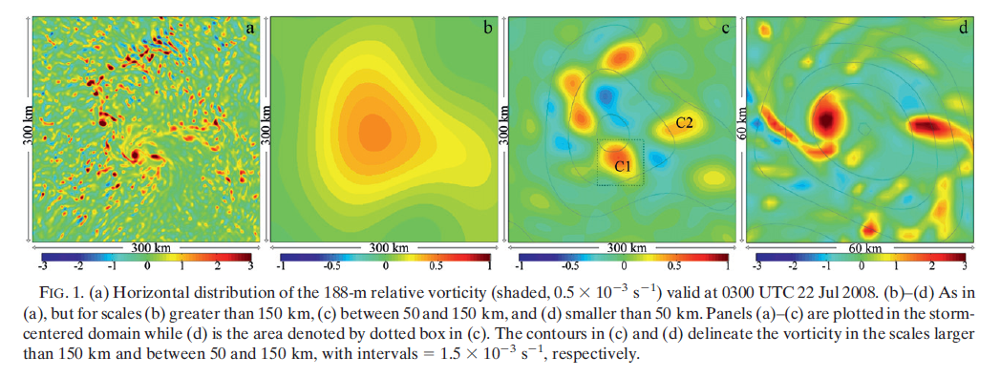 a
b
c
d
300 km
300 km
300 km
60 km
C2
C1
300 km
300 km
60 km
-3 -2 -1 0 1 2 3
-1 -0.5 0 0.5 1
-1 -0.5 0 0.5 1
-3 -2 -1 0 1 2 3
FIG. 1. (a) Horizontal distribution of the 188-m relative vorticity (shaded, 0.5 × 10⁻³ s⁻¹) valid at 0300 UTC 22 Jul 2008. (b)–(d) As in
(a), but for scales (b) greater than 150 km, (c) between 50 and 150 km, and (d) smaller than 50 km. Panels (a)–(c) are plotted in the storm-
centered domain while (d) is the area denoted by dotted box in (c). The contours in (c) and (d) delineate the vorticity in the scales larger
than 150 km and between 50 and 150 km, with intervals = 1.5 × 10⁻³ s⁻¹, respectively.